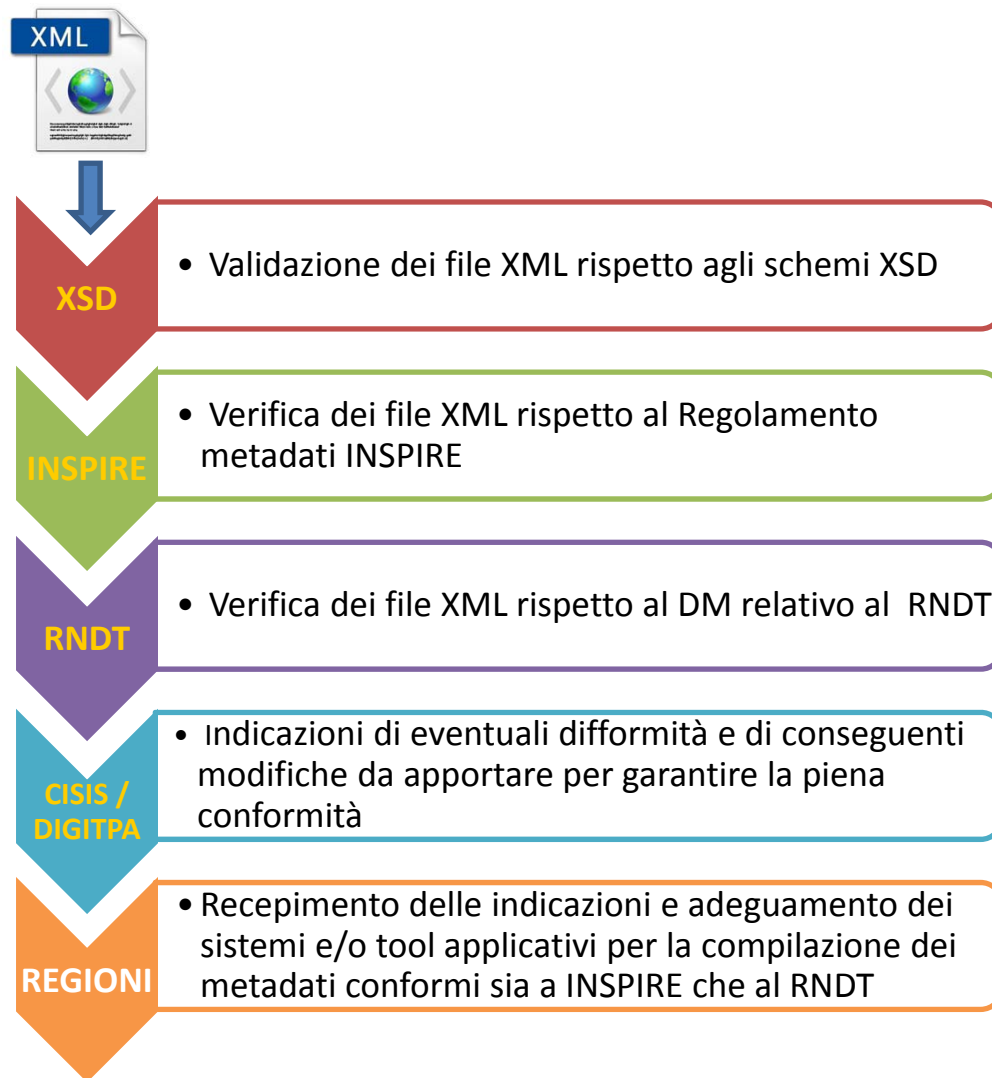 XML
XSD
• Validazione dei file XML rispetto agli schemi XSD
INSPIRE
• Verifica dei file XML rispetto al Regolamento
metadati INSPIRE
RNDT
• Verifica dei file XML rispetto al DM relativo al RNDT
CISIS /
DIGITPA
• Indicazioni di eventuali difformità e di conseguenti
modifiche da apportare per garantire la piena
conformità
REGIONI
• Recepimento delle indicazioni e adeguamento dei
sistemi e/o tool applicativi per la compilazione dei
metadati conformi sia a INSPIRE che al RNDT